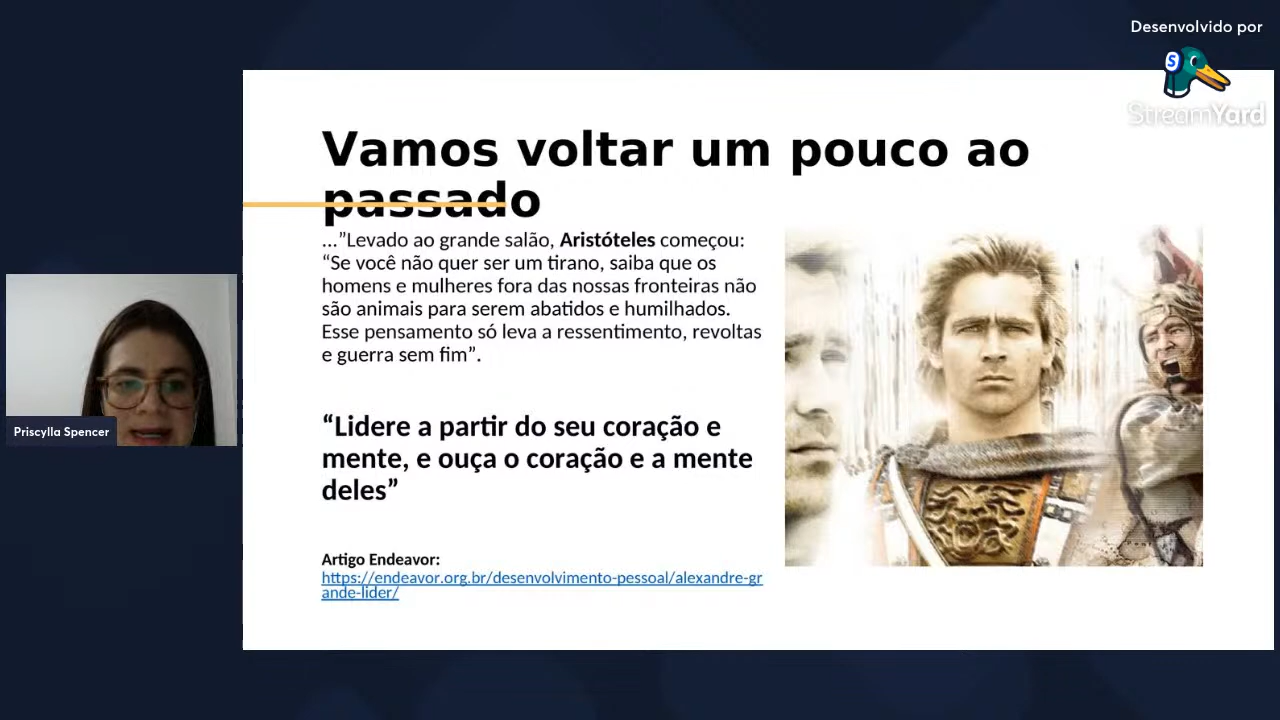 Desenvolvido por
StreamYard
Vamos voltar um pouco ao
passado
...”Levado ao grande salão, Aristóteles começou:
“Se você não quer ser um tirano, saiba que os
homens e mulheres fora das nossas fronteiras não
são animais para serem abatidos e humilhados.
Esse pensamento só leva a ressentimento, revoltas
e guerra sem fim”.
“Lidere a partir do seu coração e
mente, e ouça o coração e a mente
deles”
Artigo Endeavor:
https://endeavor.org.br/desenvolvimento-pessoal/alexandre-gr
ande-lider/
Priscylla Spencer